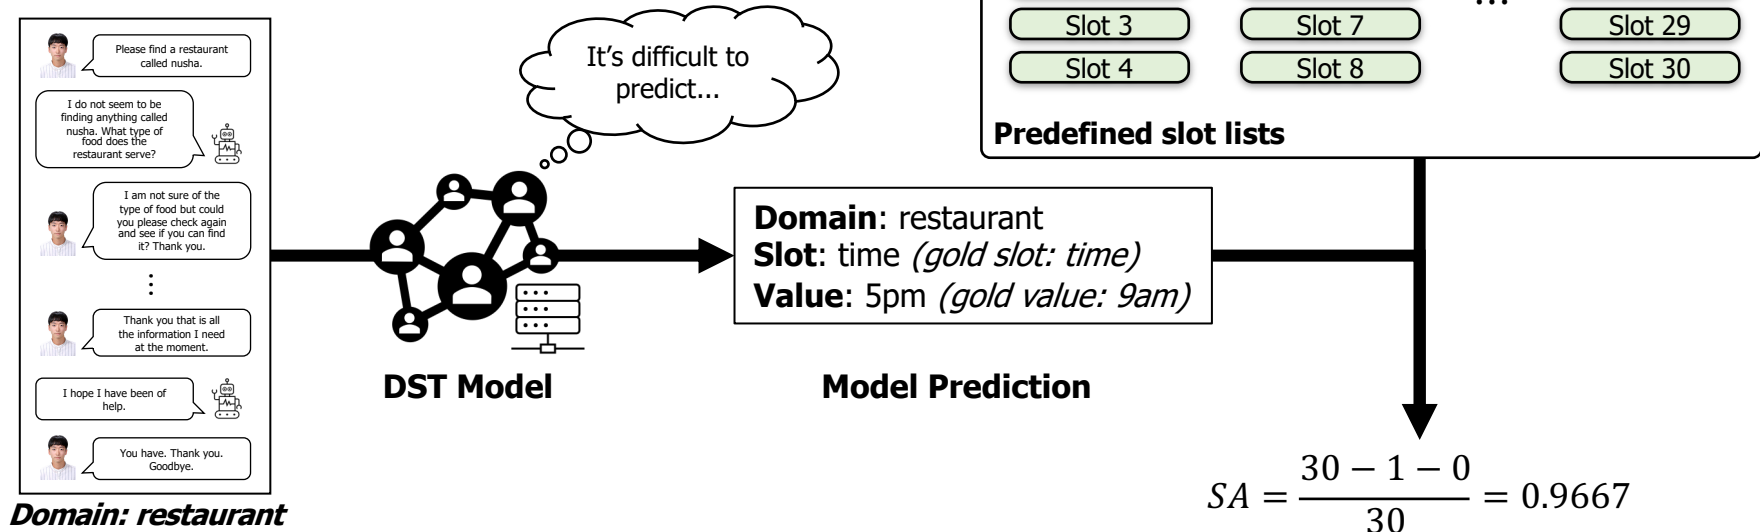 Please find a restaurant
called nusha.
I do not seem to be
finding anything called
nusha. What type of
food does the
restaurant serve?
I am not sure of the
type of food but could
you please check again
and see if you can find
it? Thank you.
⋮
Thank you that is all
the information I need
at the moment.
I hope I have been of
help.
You have. Thank you.
Goodbye.
Domain: restaurant
It's difficult to
predict...
DST Model
Domain: restaurant
Slot: time (gold slot: time)
Value: 5pm (gold value: 9am)
Model Prediction
...
Slot 3 Slot 7 Slot 29
Slot 4 Slot 8 Slot 30
Predefined slot lists
SA = \frac{30 − 1 − 0}{30} = 0.9667